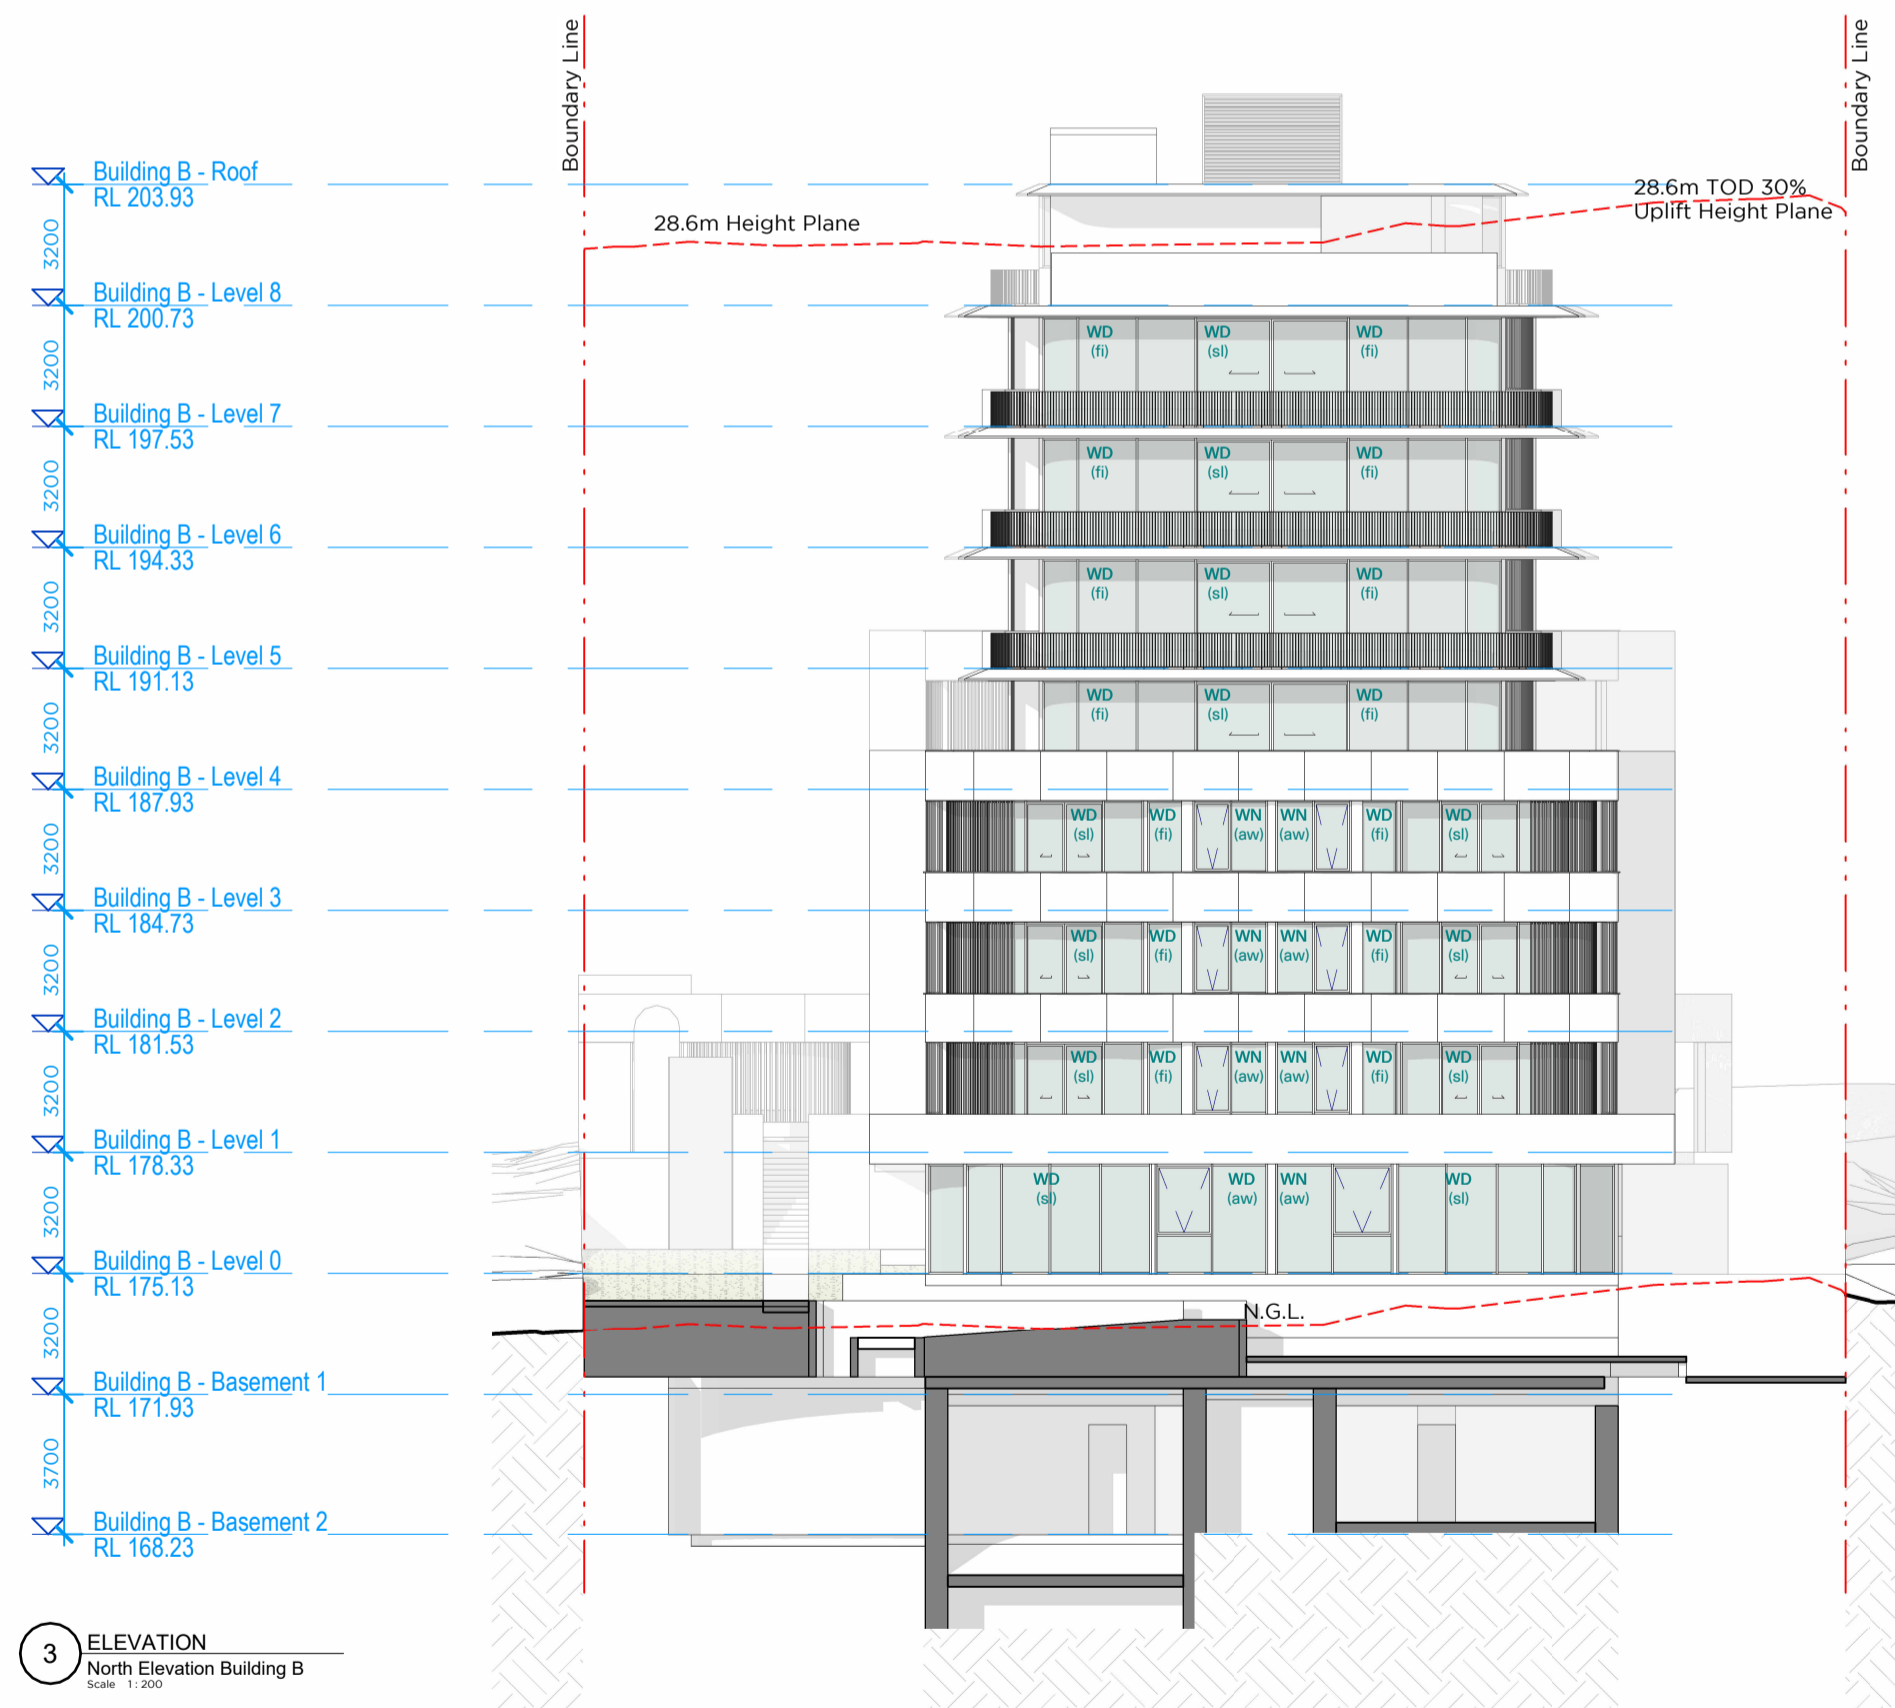 Boundary Line
Boundary Line
Building B - Roof
RL 203.93
3200
28.6m TOD 30%
Uplift Height Plane
28.6m Height Plane
Building B - Level 8
RL 200.73
3200
WD WD WD
(fi) (sl) (fi)
Building B - Level 7
RL 197.53
3200
WD WD WD
(fi) (sl) (fi)
Building B - Level 6
RL 194.33
3200
WD WD WD
(fi) (sl) (fi)
Building B - Level 5
RL 191.13
3200
WD WD WD
(fi) (sl) (fi)
Building B - Level 4
RL 187.93
3200
WD WD WN WN WD WD
(sl) (fi) (aw) (aw) (fi) (sl)
Building B - Level 3
RL 184.73
3200
WD WD WN WN WD WD
(sl) (fi) (aw) (aw) (fi) (sl)
Building B - Level 2
RL 181.53
3200
WD WD WN WN WD WD
(sl) (fi) (aw) (aw) (fi) (sl)
Building B - Level 1
RL 178.33
3200
WD WD WN WD
(sl) (aw) (aw) (sl)
Building B - Level 0
RL 175.13
3200
N.G.L.
Building B - Basement 1
RL 171.93
3700
Building B - Basement 2
RL 168.23
3
ELEVATION
North Elevation Building B
Scale 1 : 200